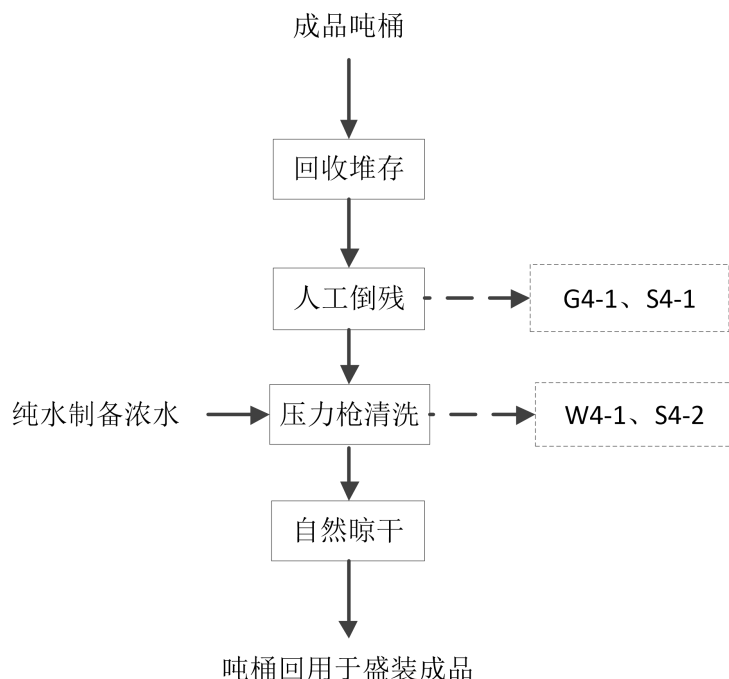 成品吨桶
回收堆存
人工倒残
G4-1、S4-1
纯水制备浓水
压力枪清洗
W4-1、S4-2
自然晾干
吨桶回用于盛装成品